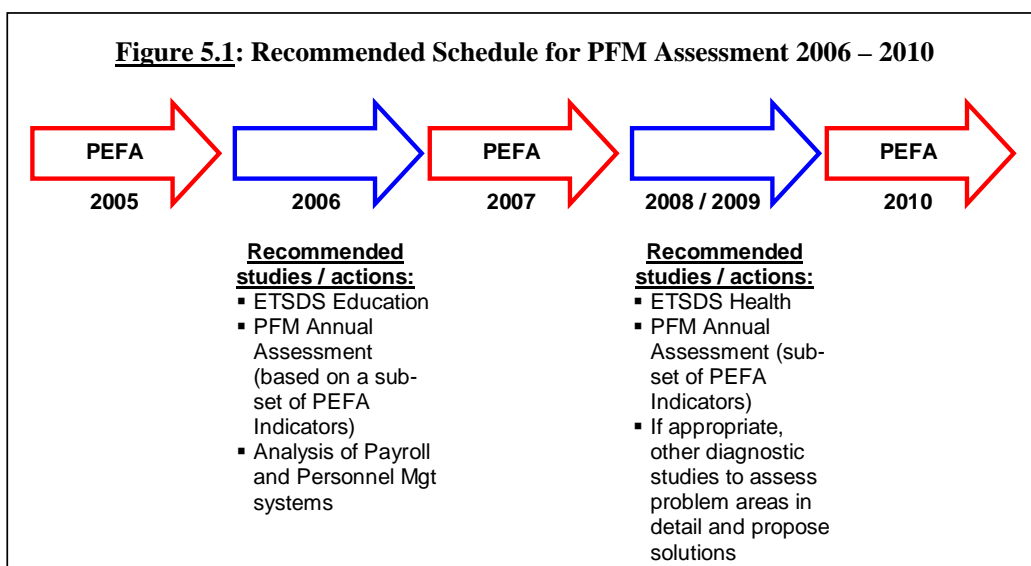 Figure 5.1: Recommended Schedule for PFM Assessment 2006 – 2010
PEFA
PEFA
PEFA
2005
2006
2007
2008 / 2009
2010
Recommended
studies / actions:
▪ ETSDS Education
▪ PFM Annual
Assessment
(based on a sub-
set of PEFA
Indicators)
▪ Analysis of Payroll
and Personnel Mgt
systems
Recommended
studies / actions:
▪ ETSDS Health
▪ PFM Annual
Assessment (sub-
set of PEFA
Indicators)
▪ If appropriate,
other diagnostic
studies to assess
problem areas in
detail and propose
solutions